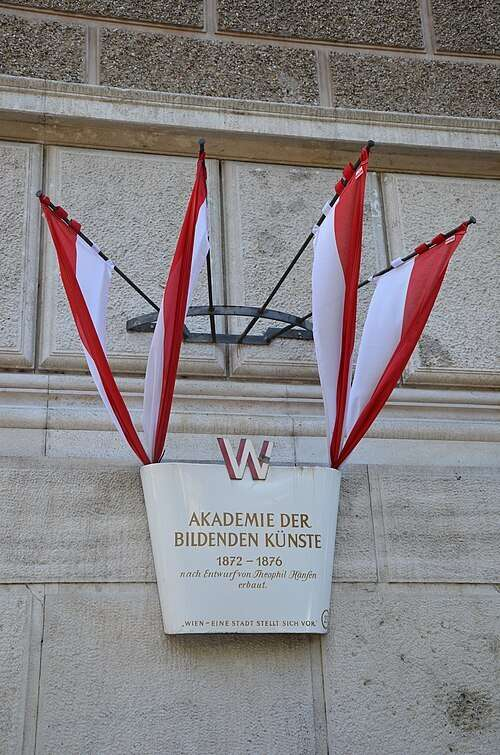 W
AKADEMIE DER
BILDENDEN KÜNSTE
1872 – 1876
nach Entwurf von Theophil Hansen
erbaut.
„WIEN – EINE STADT STELLT SICH VOR“